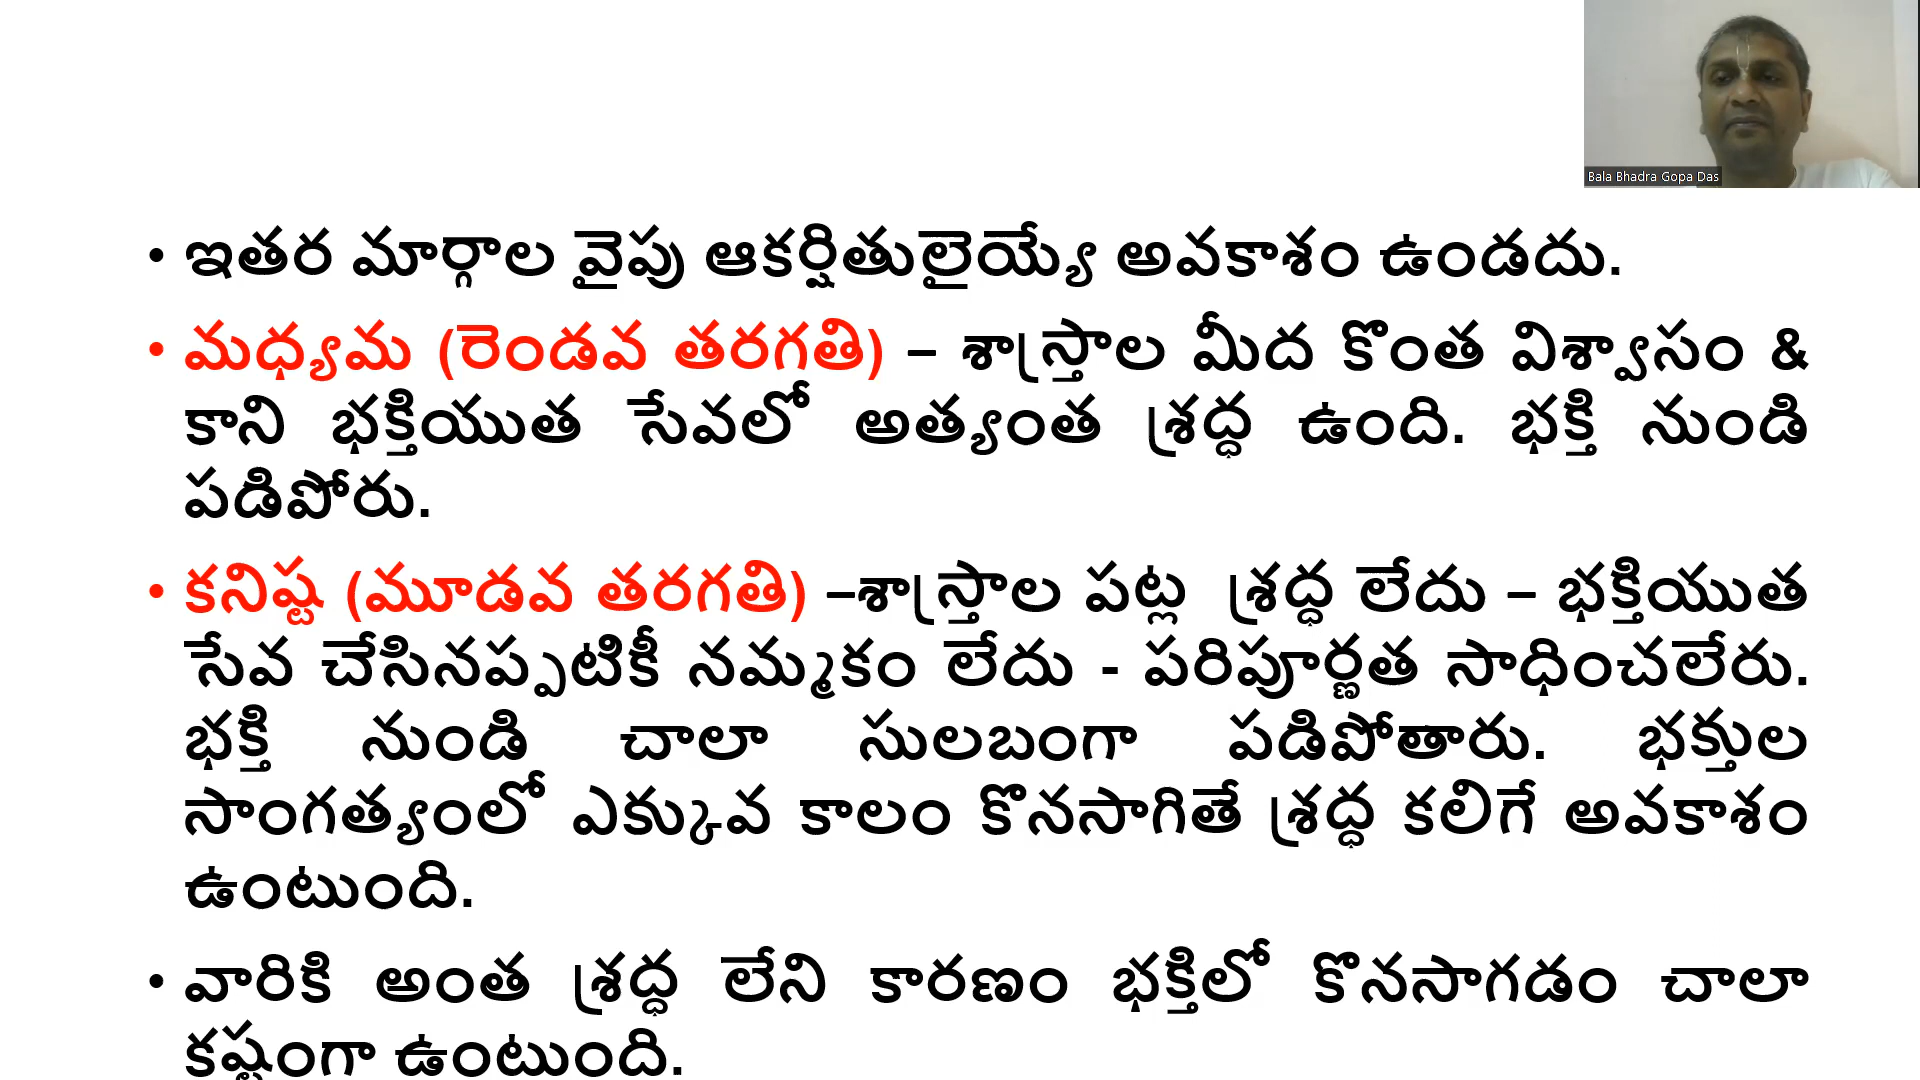 Bala Bhadra Gopa Das
• ఇతర మార్గాల వైపు ఆకర్షితులైయ్యే అవకాశం ఉండదు.
• మధ్యమ (రెండవ తరగతి) – శాస్త్రాల మీద కొంత విశ్వాసం &
కాని భక్తియుత సేవలో అత్యంత శ్రద్ధ ఉంది. భక్తి నుండి
పడిపోరు.
• కనిష్ట (మూడవ తరగతి) –శాస్త్రాల పట్ల శ్రద్ధ లేదు – భక్తియుత
సేవ చేసినప్పటికీ నమ్మకం లేదు - పరిపూర్ణత సాధించలేరు.
భక్తి నుండి చాలా సులబంగా పడిపోతారు. భక్తుల
సాంగత్యంలో ఎక్కువ కాలం కొనసాగితే శ్రద్ధ కలిగే అవకాశం
ఉంటుంది.
• వారికి అంత శ్రద్ధ లేని కారణం భక్తిలో కొనసాగడం చాలా
కష్టంగా ఉంటుంది.